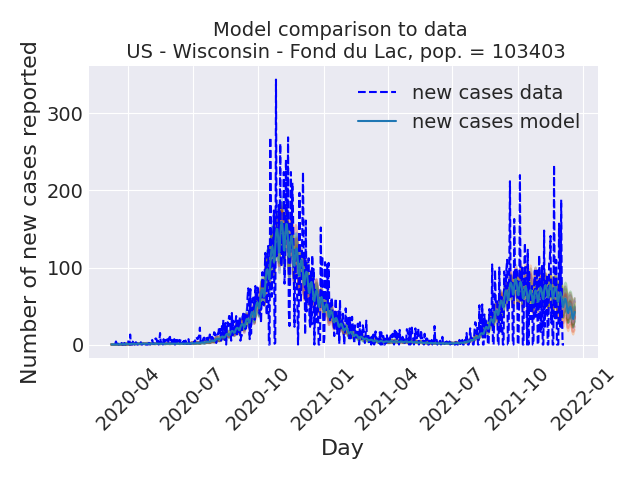 Model comparison to data
US - Wisconsin - Fond du Lac, pop. = 103403
new cases data
new cases model
Number of new cases reported
300
200
100
0
2020-04
2020-07
2020-10
2021-01
2021-04
2021-07
2021-10
2022-01
Day